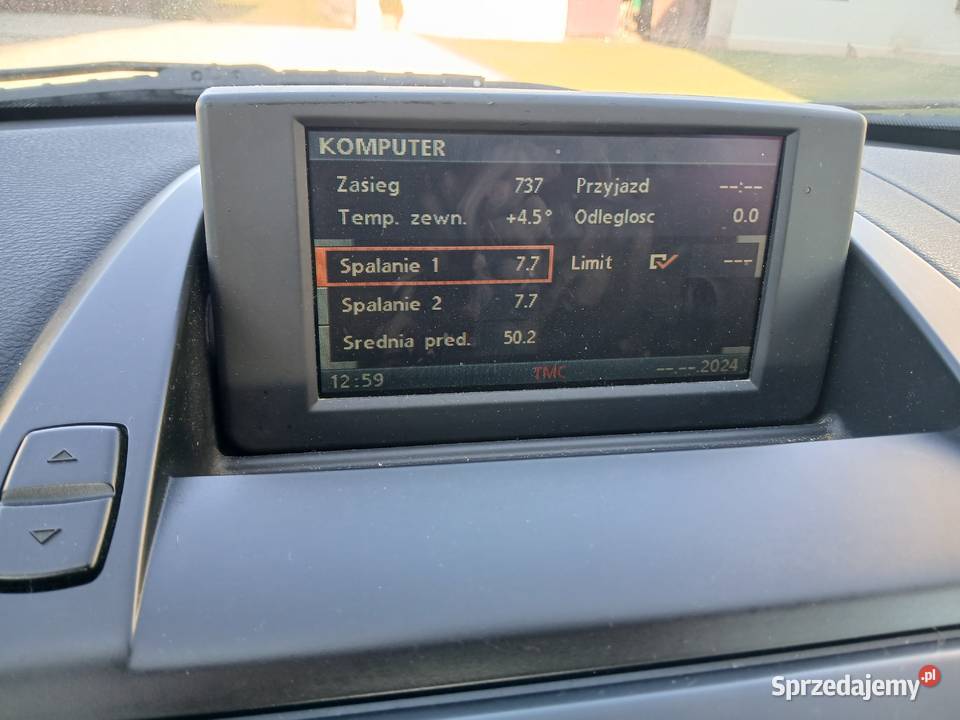 KOMPUTER
Zasieg 737 Przyjazd --:--
Temp. zewn. +4.5° Odleglosc 0.0
Spalanie 1 7.7 Limit ---
Spalanie 2 7.7
Srednia pred. 50.2
12:59 TMC --.--.2024
Sprzedajemy.pl